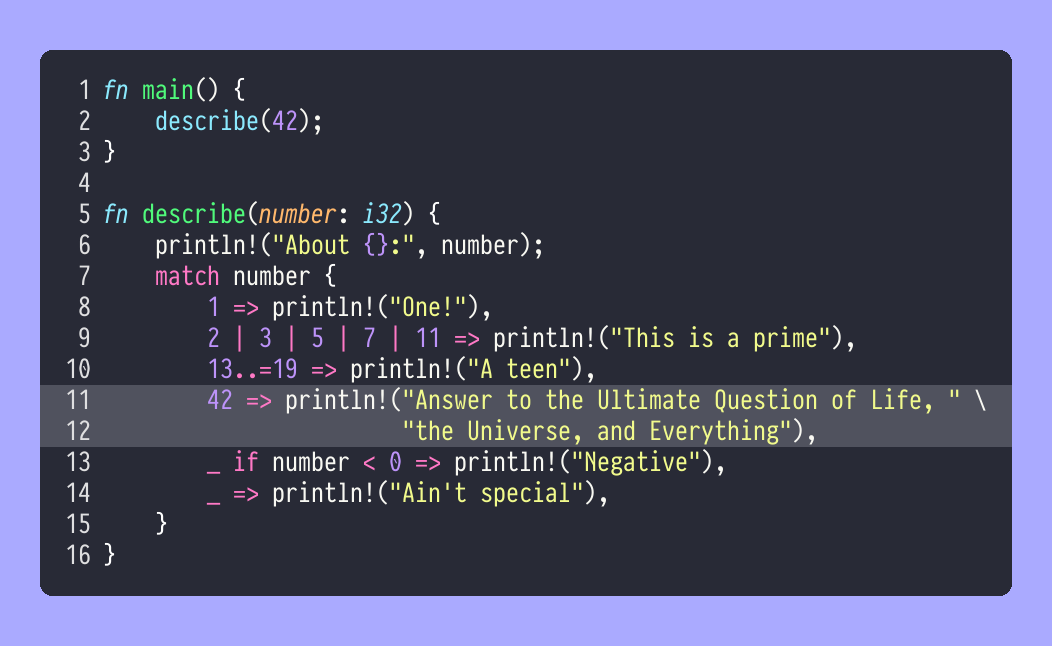 1 fn main() {
2     describe(42);
3 }
4
5 fn describe(number: i32) {
6     println!("About {}:", number);
7     match number {
8         1 => println!("One!"),
9         2 | 3 | 5 | 7 | 11 => println!("This is a prime"),
10         13..=19 => println!("A teen"),
11         42 => println!("Answer to the Ultimate Question of Life, " \
12                        "the Universe, and Everything"),
13         _ if number < 0 => println!("Negative"),
14         _ => println!("Ain't special"),
15     }
16 }